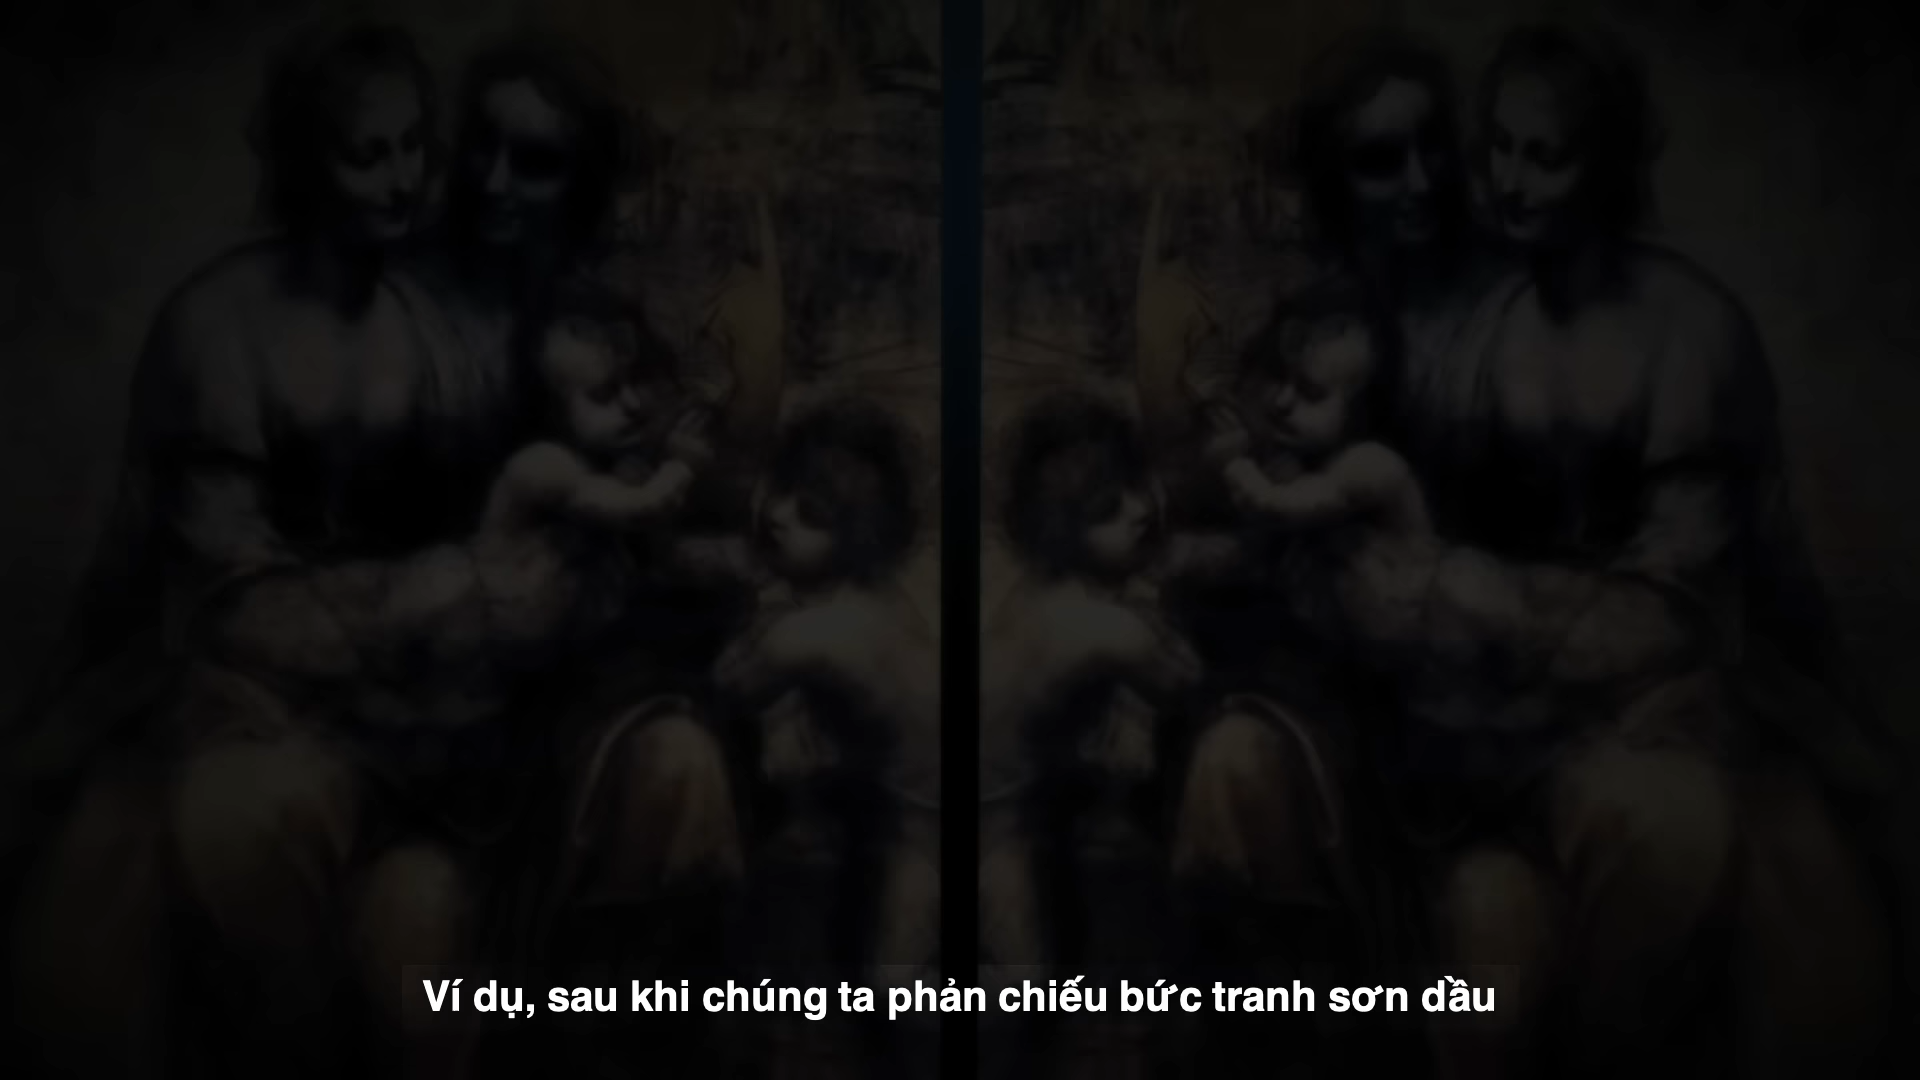 Ví dụ, sau khi chúng ta phản chiếu bức tranh sơn dầu